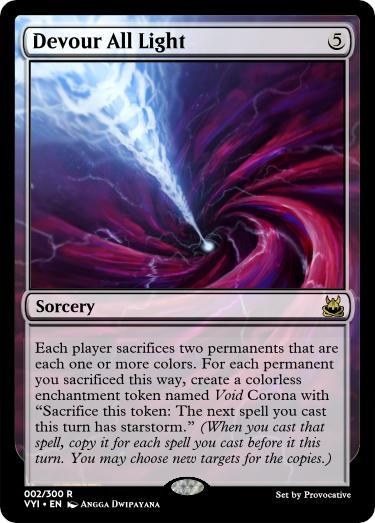 Devour All Light 5
Sorcery
Each player sacrifices two permanents that are
each one or more colors. For each permanent
you sacrificed this way, create a colorless
enchantment token named Void Corona with
“Sacrifice this token: The next spell you cast
this turn has starstorm.” (When you cast that
spell, copy it for each spell you cast before it this
turn. You may choose new targets for the copies.)
002/300 R
VYI • EN Angga Dwipayana
Set by Provocative